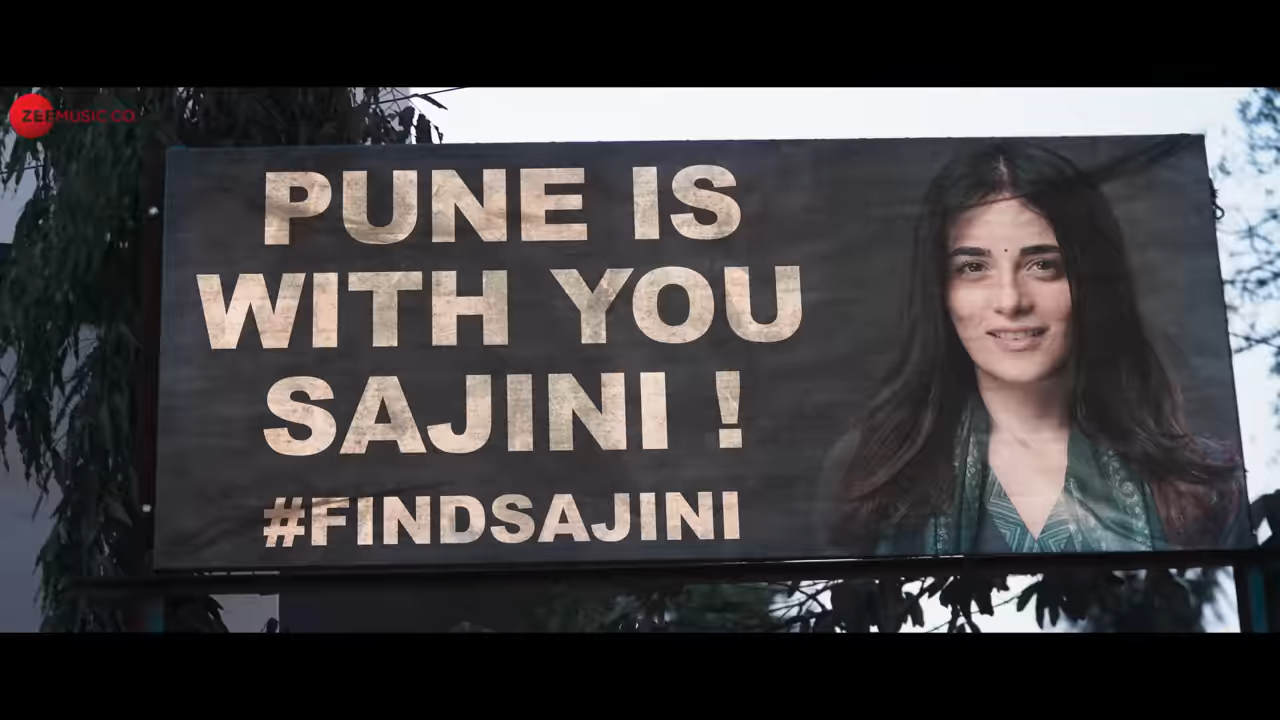 ZEE MUSIC CO.
PUNE IS
WITH YOU
SAJINI !
#FINDSAJINI